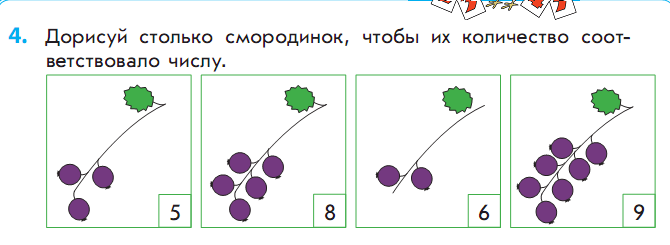 4. Дорисуй столько смородинок, чтобы их количество соот-
ветствовало числу.
5 8 6 9